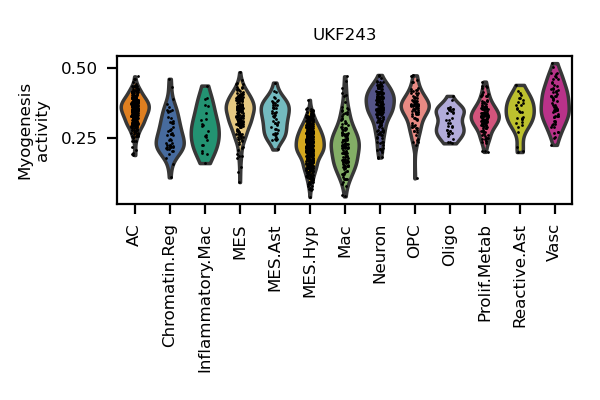 UKF243
Myogenesis
activity
0.50
0.25
AC
Chromatin.Reg
Inflammatory.Mac
MES
MES.Ast
MES.Hyp
Mac
Neuron
OPC
Oligo
Prolif.Metab
Reactive.Ast
Vasc